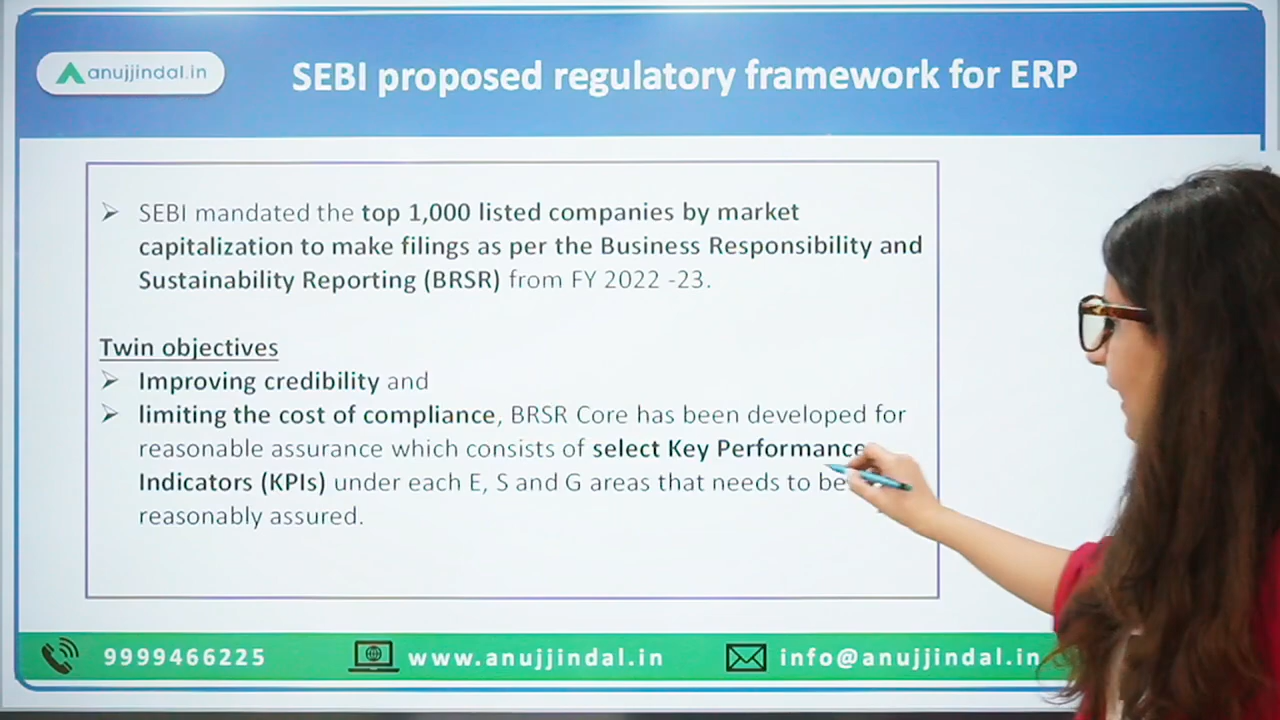 anujjindal.in
SEBI proposed regulatory framework for ERP
➢ SEBI mandated the top 1,000 listed companies by market
capitalization to make filings as per the Business Responsibility and
Sustainability Reporting (BRSR) from FY 2022 -23.
Twin objectives
➢ Improving credibility and
➢ limiting the cost of compliance, BRSR Core has been developed for
reasonable assurance which consists of select Key Performance
Indicators (KPIs) under each E, S and G areas that needs to be
reasonably assured.
9999466225
www.anujjindal.in
info@anujjindal.in